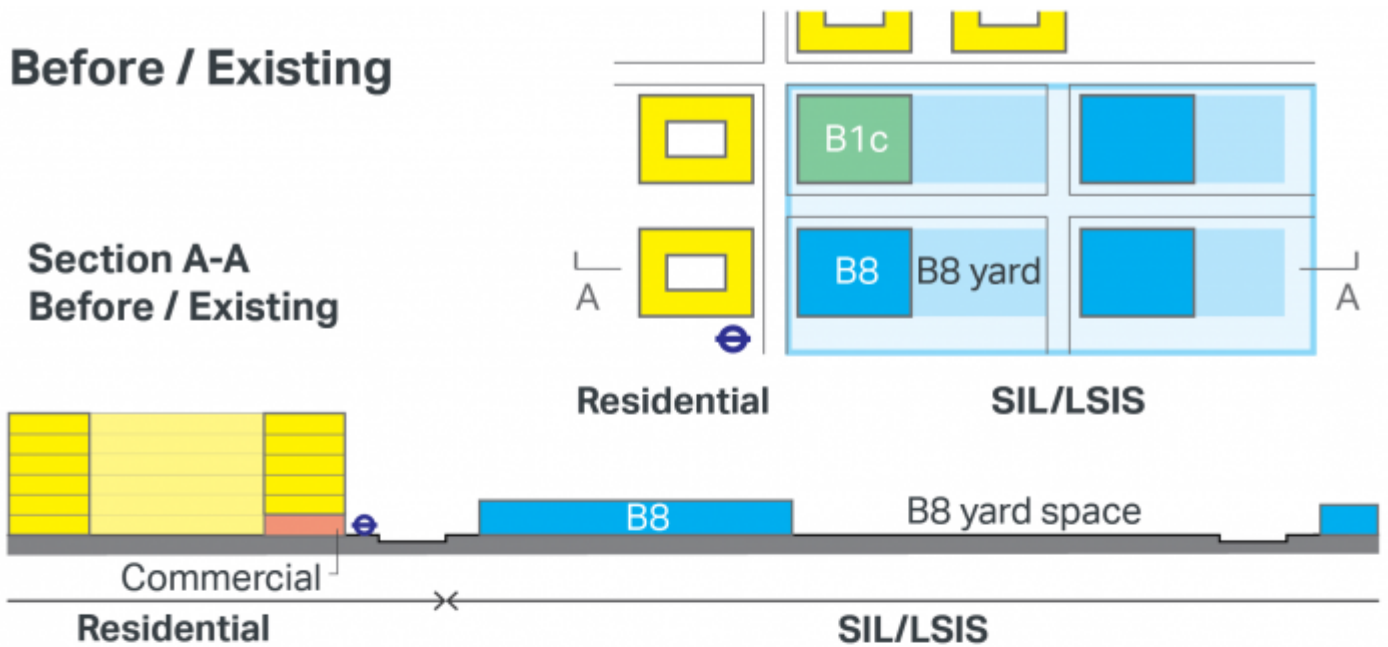 Before / Existing
B1c
Section A-A
Before / Existing
B8 B8 yard
A
A
Residential
SIL/LSIS
B8
B8 yard space
Commercial
Residential
SIL/LSIS